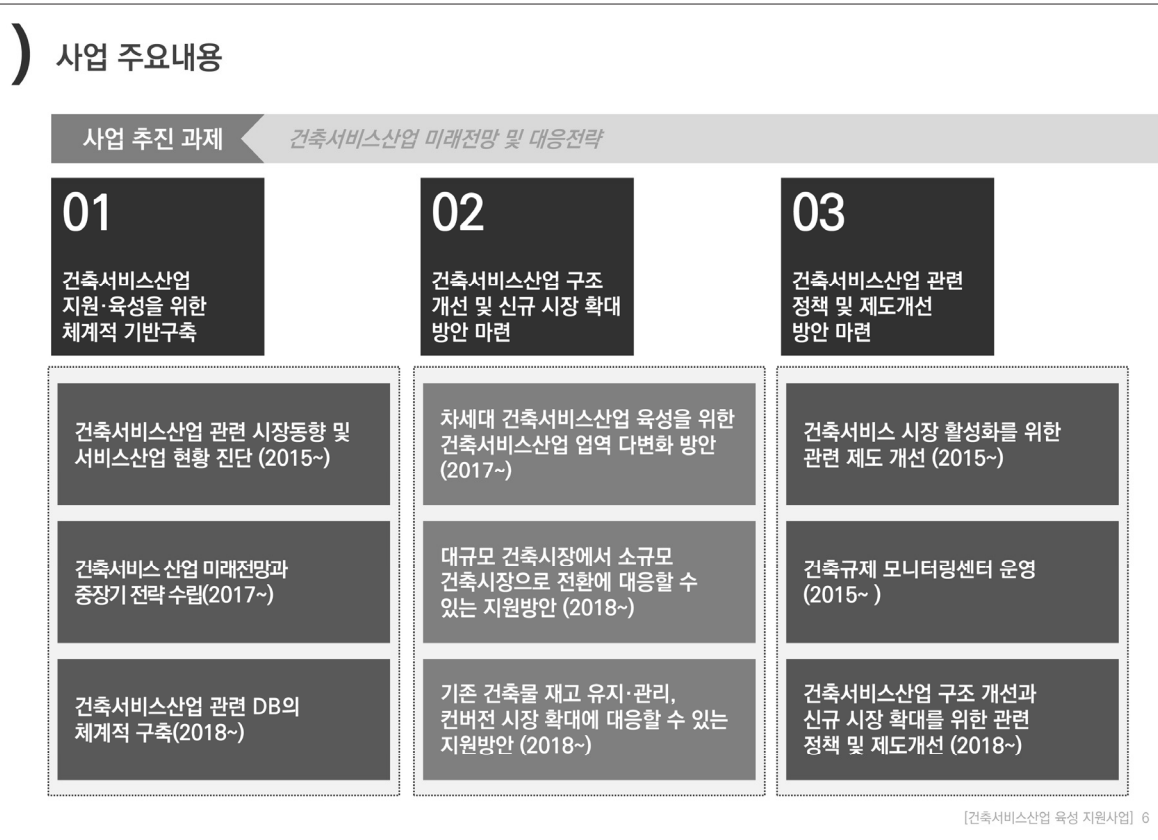 ) 사업 주요내용
사업 추진 과제
건축서비스산업 미래전망 및 대응전략
01
건축서비스산업
지원·육성을 위한
체계적 기반구축
건축서비스산업 관련 시장동향 및
서비스산업 현황 진단 (2015~)
건축서비스 산업 미래전망과
중장기 전략 수립(2017~)
건축서비스산업 관련 DB의
체계적 구축(2018~)
02
건축서비스산업 구조
개선 및 신규 시장 확대
방안 마련
차세대 건축서비스산업 육성을 위한
건축서비스산업 업역 다변화 방안
(2017~)
대규모 건축시장에서 소규모
건축시장으로 전환에 대응할 수
있는 지원방안 (2018~)
기존 건축물 재고 유지·관리,
컨버전 시장 확대에 대응할 수 있는
지원방안 (2018~)
03
건축서비스산업 관련
정책 및 제도개선
방안 마련
건축서비스 시장 활성화를 위한
관련 제도 개선 (2015~)
건축규제 모니터링센터 운영
(2015~ )
건축서비스산업 구조 개선과
신규 시장 확대를 위한 관련
정책 및 제도개선 (2018~)
[건축서비스산업 육성 지원사업] 6